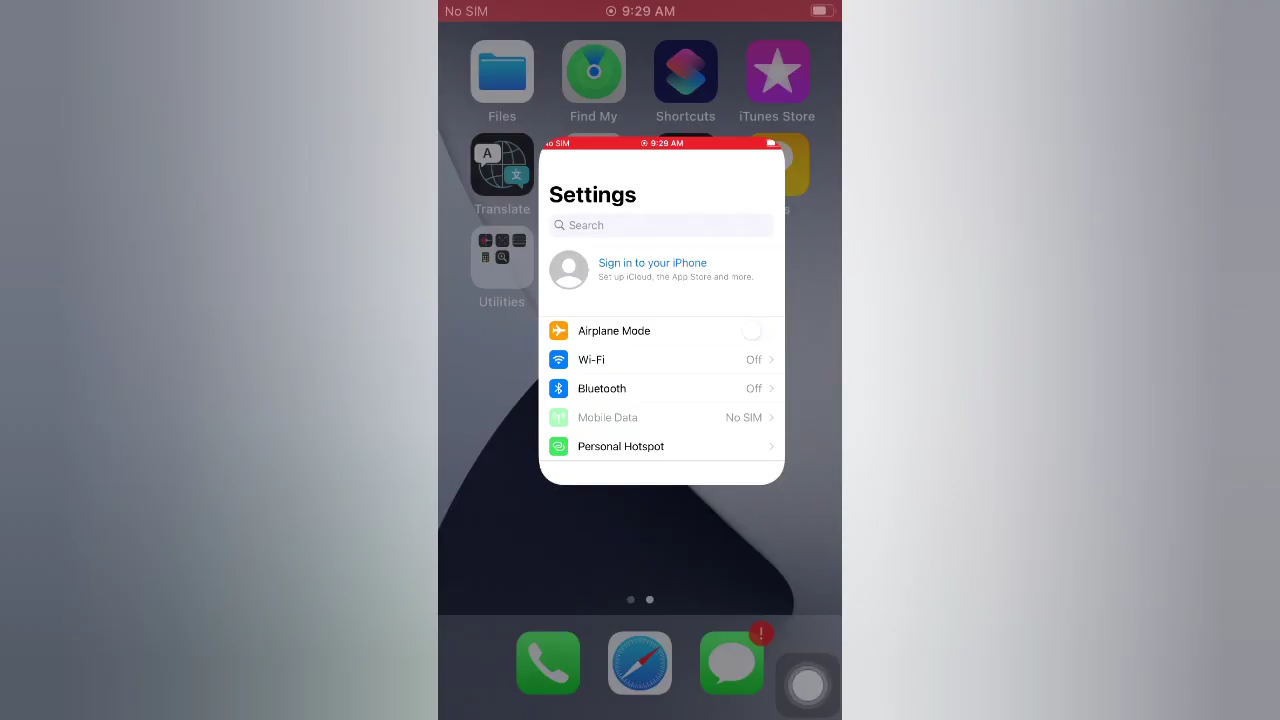 No SIM 9:29 AM
Files Find My Shortcuts iTunes Store
o SIM 9:29 AM
A
文
Translate s
Settings
Search
Sign in to your iPhone
Set up iCloud, the App Store and more.
Utilities
Airplane Mode
Wi-Fi Off
Bluetooth Off
Mobile Data No SIM
Personal Hotspot
!